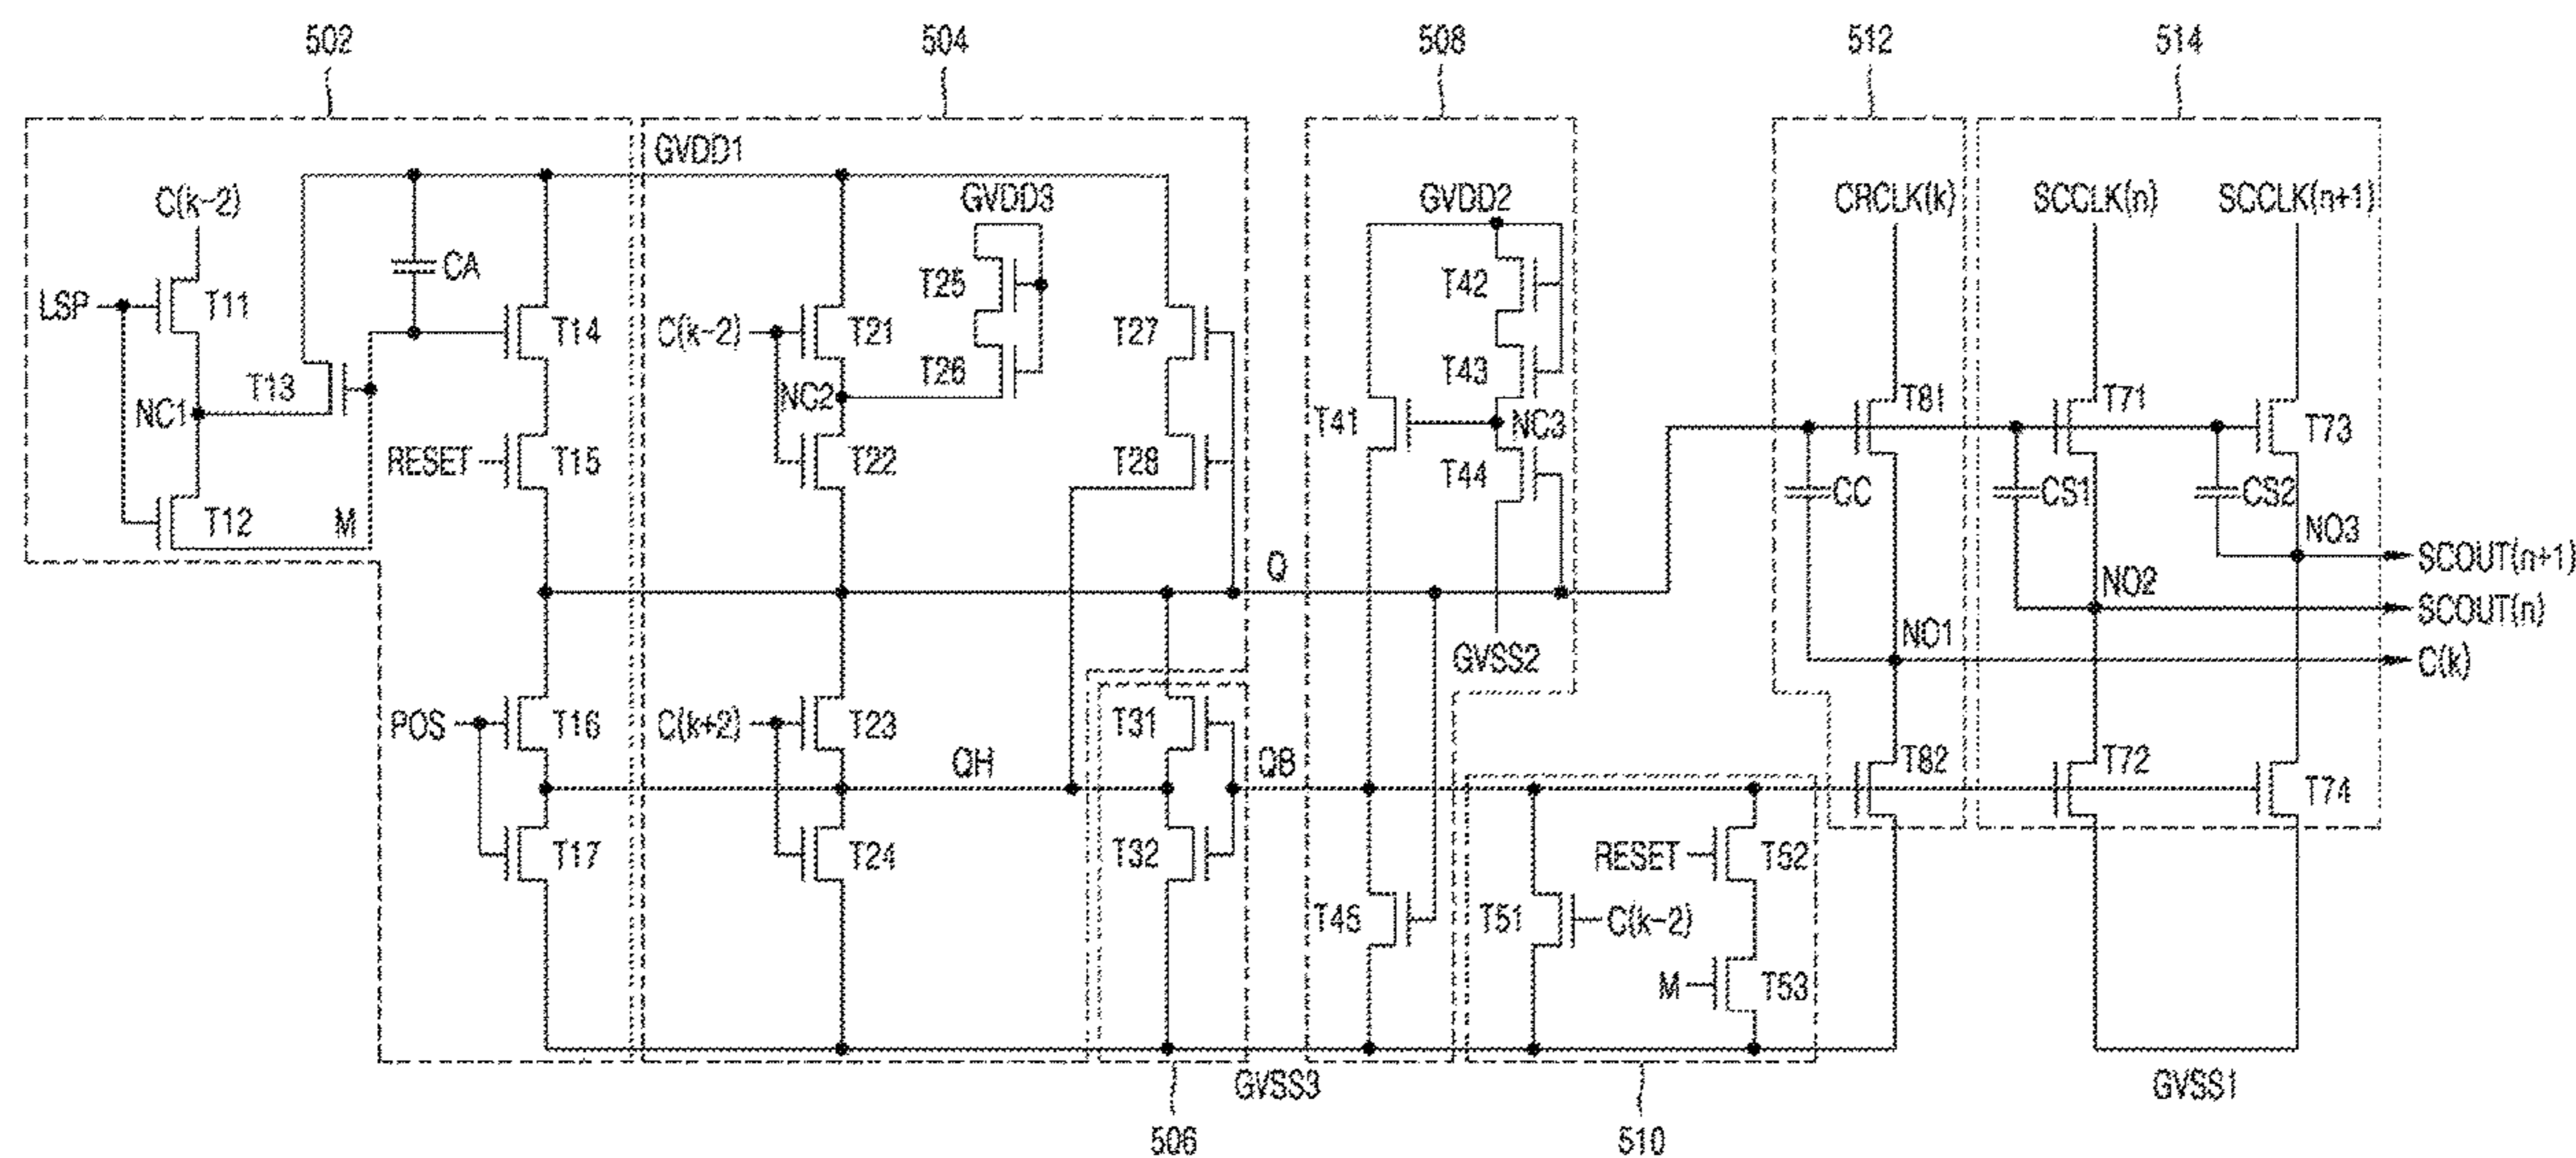 502
504
508
512
514
GVDD1
C(k-2)
GVDD3
GVDD2
CRCLK(k)
SCCLK(n)
SCCLK(n+1)
CA
T25
T42
LSP
T11
T14
C(k-2)
T21
T27
T13
T26
T43
NC1
NC2
T41
NC3
T81
T71
T73
RESET
T15
T22
T28
T44
CC
CS1
CS2
T12
M
NO3
Q
SCOUT(n+1)
NO2
SCOUT(n)
GVSS2
NO1
C(k)
POS
T16
C(k+2)
T23
T31
QH
QB
T82
T72
T74
T17
T24
T32
RESET
T52
T45
T51
C(k-2)
M
T53
GVSS3
GVSS1
506
510